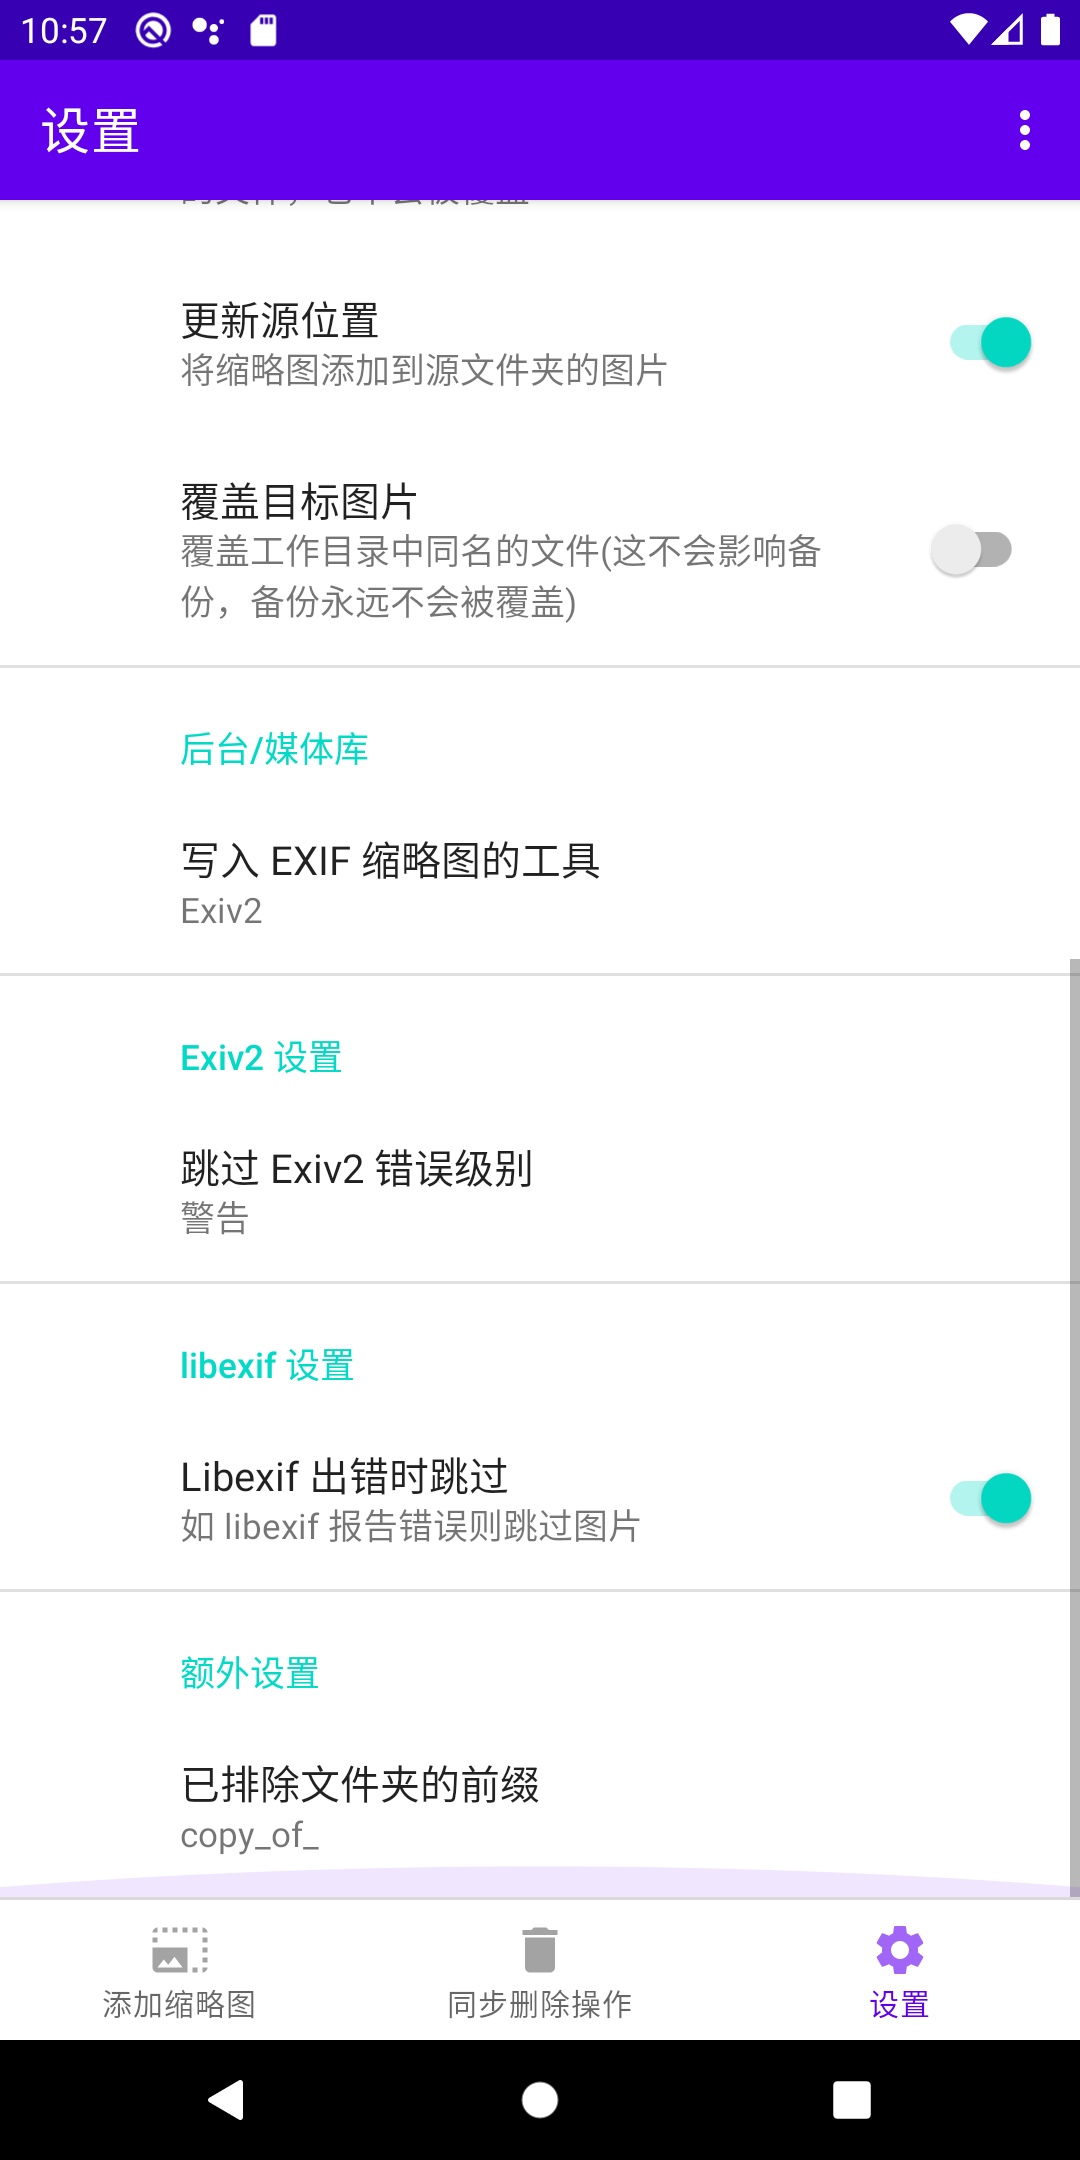 10:57
设置
更新源位置
将缩略图添加到源文件夹的图片
覆盖目标图片
覆盖工作目录中同名的文件(这不会影响备
份，备份永远不会被覆盖)
后台/媒体库
写入 EXIF 缩略图的工具
Exiv2
Exiv2 设置
跳过 Exiv2 错误级别
警告
libexif 设置
Libexif 出错时跳过
如 libexif 报告错误则跳过图片
额外设置
已排除文件夹的前缀
copy_of_
添加缩略图
同步删除操作
设置